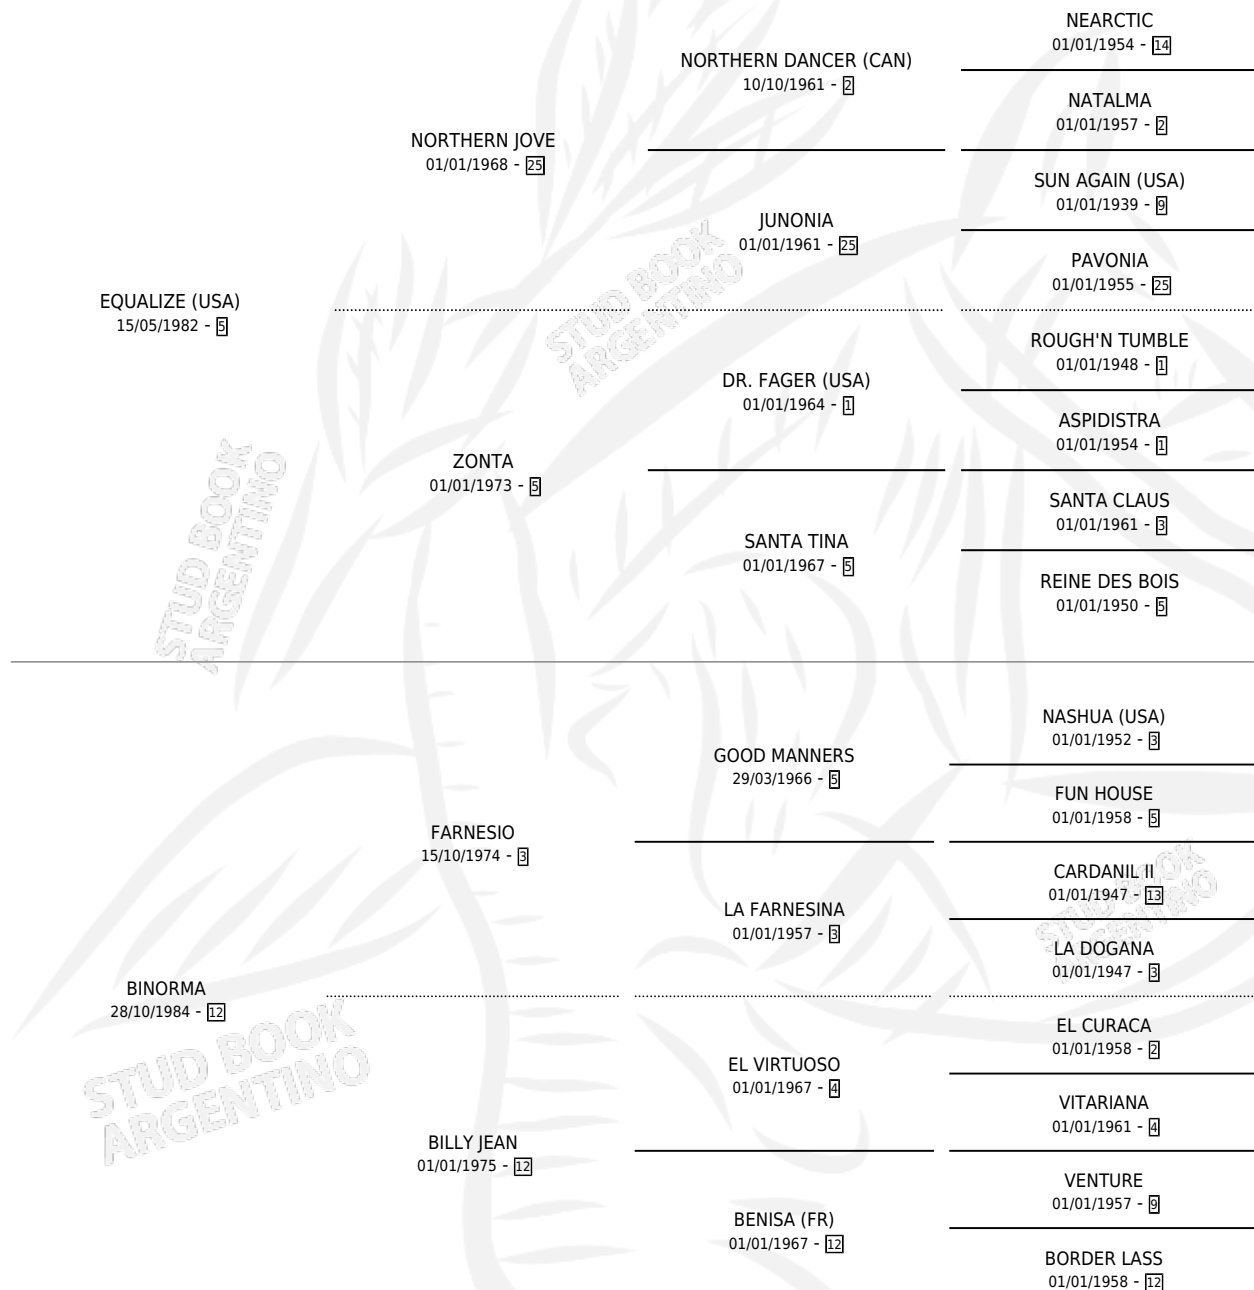 NEARCTIC
01/01/1954 - 14
NORTHERN DANCER (CAN)
10/10/1961 - 2
NATALMA
01/01/1957 - 2
NORTHERN JOVE
01/01/1968 - 25
SUN AGAIN (USA)
01/01/1939 - 9
JUNONIA
01/01/1961 - 25
PAVONIA
01/01/1955 - 25
EQUALIZE (USA)
15/05/1982 - 5
STUD BOOK
ARGENTINO
ROUGH'N TUMBLE
01/01/1948 - 1
DR. FAGER (USA)
01/01/1964 - 1
ASPIDISTRA
01/01/1954 - 1
ZONTA
01/01/1973 - 5
SANTA CLAUS
01/01/1961 - 3
SANTA TINA
01/01/1967 - 5
REINE DES BOIS
01/01/1950 - 5
STUD BOOK
ARGENTINO
NASHUA (USA)
01/01/1952 - 3
GOOD MANNERS
29/03/1966 - 5
FUN HOUSE
01/01/1958 - 5
FARNESIO
15/10/1974 - 3
CARDANIL II
01/01/1947 - 13
LA FARNESINA
01/01/1957 - 3
STUD BOOK
ARGENTINO
LA DOGANA
01/01/1947 - 3
BINORMA
28/10/1984 - 12
STUD BOOK
ARGENTINO
EL CURACA
01/01/1958 - 2
EL VIRTUOSO
01/01/1967 - 4
VITARIANA
01/01/1961 - 4
BILLY JEAN
01/01/1975 - 12
VENTURE
01/01/1957 - 9
BENISA (FR)
01/01/1967 - 12
BORDER LASS
01/01/1958 - 12